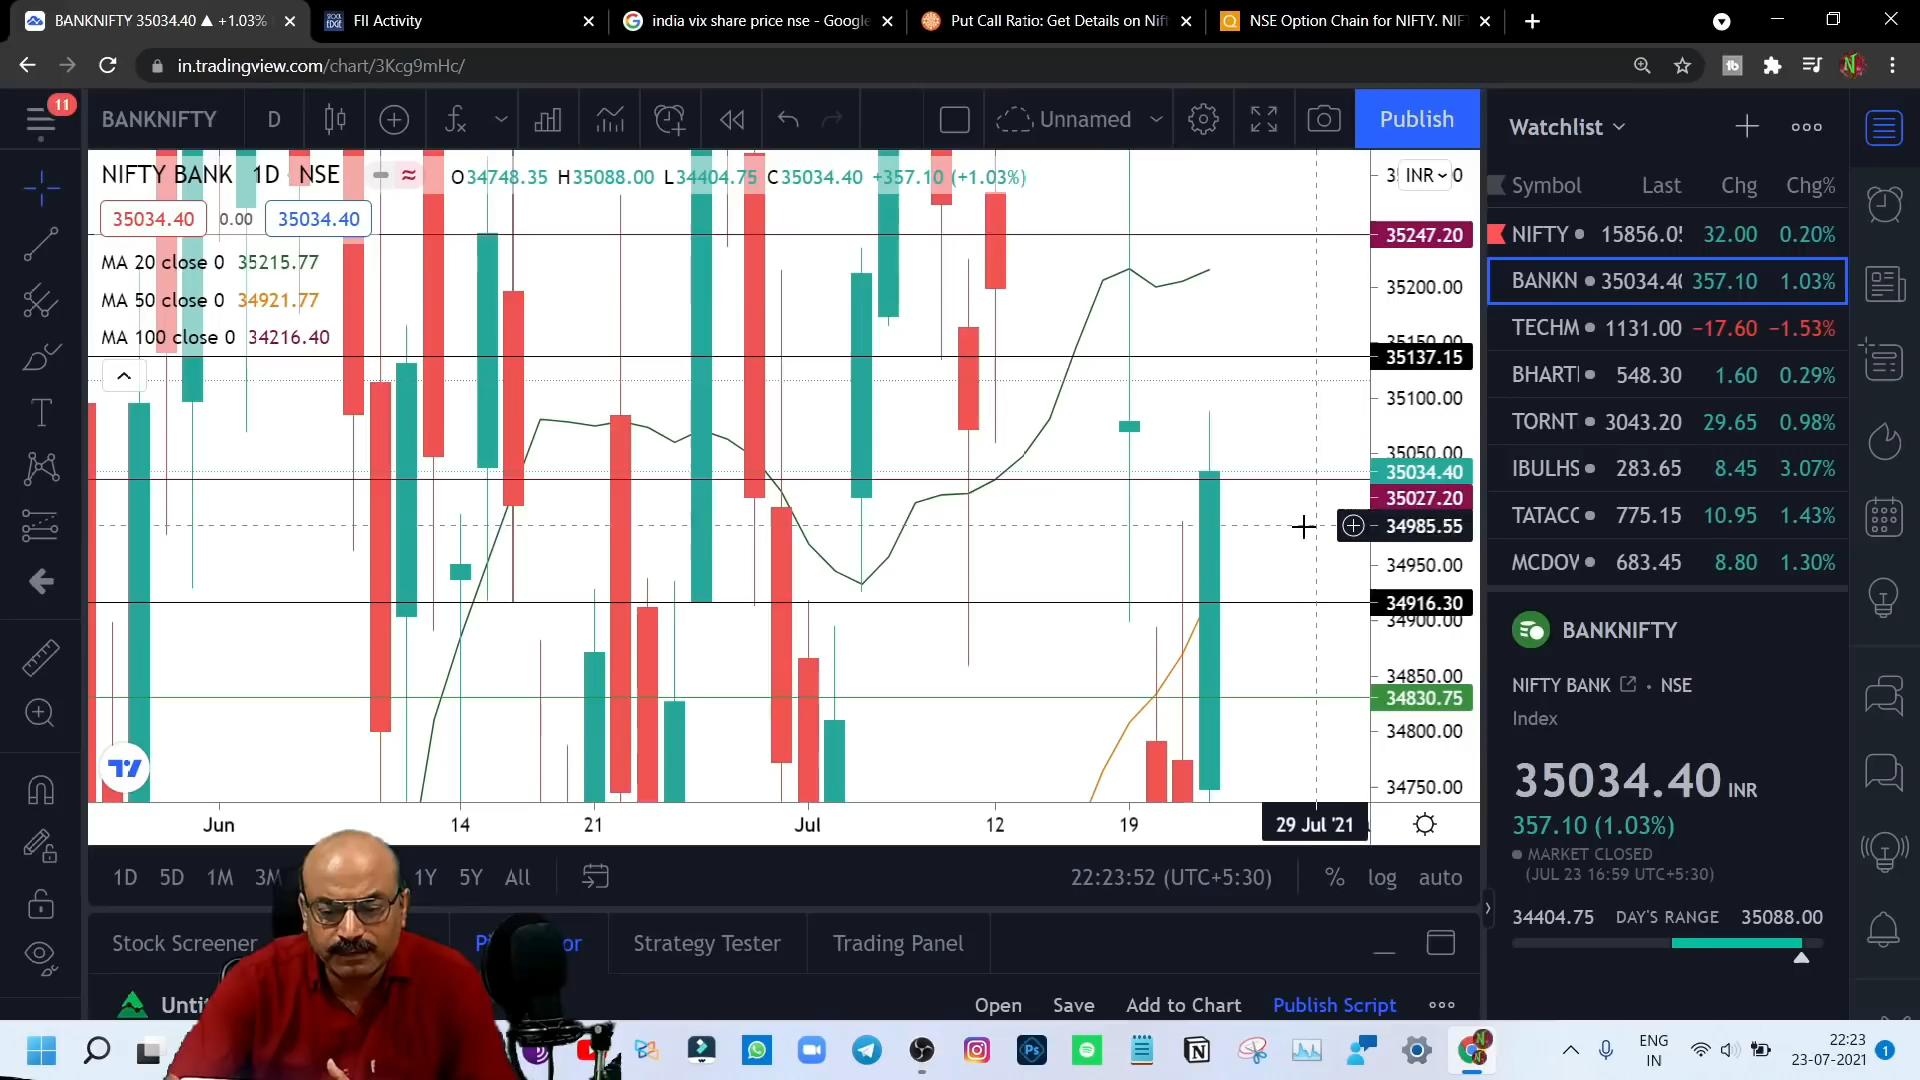 BANKNIFTY 35034.40 ▲ +1.03%
FII Activity
india vix share price nse - Google
Put Call Ratio: Get Details on Nift
NSE Option Chain for NIFTY. NIF
in.tradingview.com/chart/3Kcg9mHc/
11
BANKNIFTY
D
Unnamed
Publish
NIFTY BANK 1D NSE
O34748.35 H35088.00 L34404.75 C35034.40 +357.10 (+1.03%)
35034.40
0.00
35034.40
MA 20 close 0 35215.77
MA 50 close 0 34921.77
MA 100 close 0 34216.40
INR
35247.20
35200.00
35150.00
35137.15
35100.00
35050.00
35034.40
35027.20
34985.55
34950.00
34916.30
34900.00
34850.00
34830.75
34800.00
34750.00
Jun
14
21
Jul
12
19
29 Jul '21
1D
5D
1M
3M
1Y
5Y
All
22:23:52 (UTC+5:30)
%
log
auto
Stock Screener
Strategy Tester
Trading Panel
Open
Save
Add to Chart
Publish Script
Watchlist
Symbol Last Chg Chg%
NIFTY 15856.05 32.00 0.20%
BANKN 35034.40 357.10 1.03%
TECHM 1131.00 −17.60 −1.53%
BHARTI 548.30 1.60 0.29%
TORNT 3043.20 29.65 0.98%
IBULHS 283.65 8.45 3.07%
TATACO 775.15 10.95 1.43%
MCDOW 683.45 8.80 1.30%
BANKNIFTY
NIFTY BANK • NSE
Index
35034.40 INR
357.10 (1.03%)
MARKET CLOSED
(JUL 23 16:59 UTC+5:30)
34404.75 DAY'S RANGE 35088.00
ENG
IN
22:23
23-07-2021
1